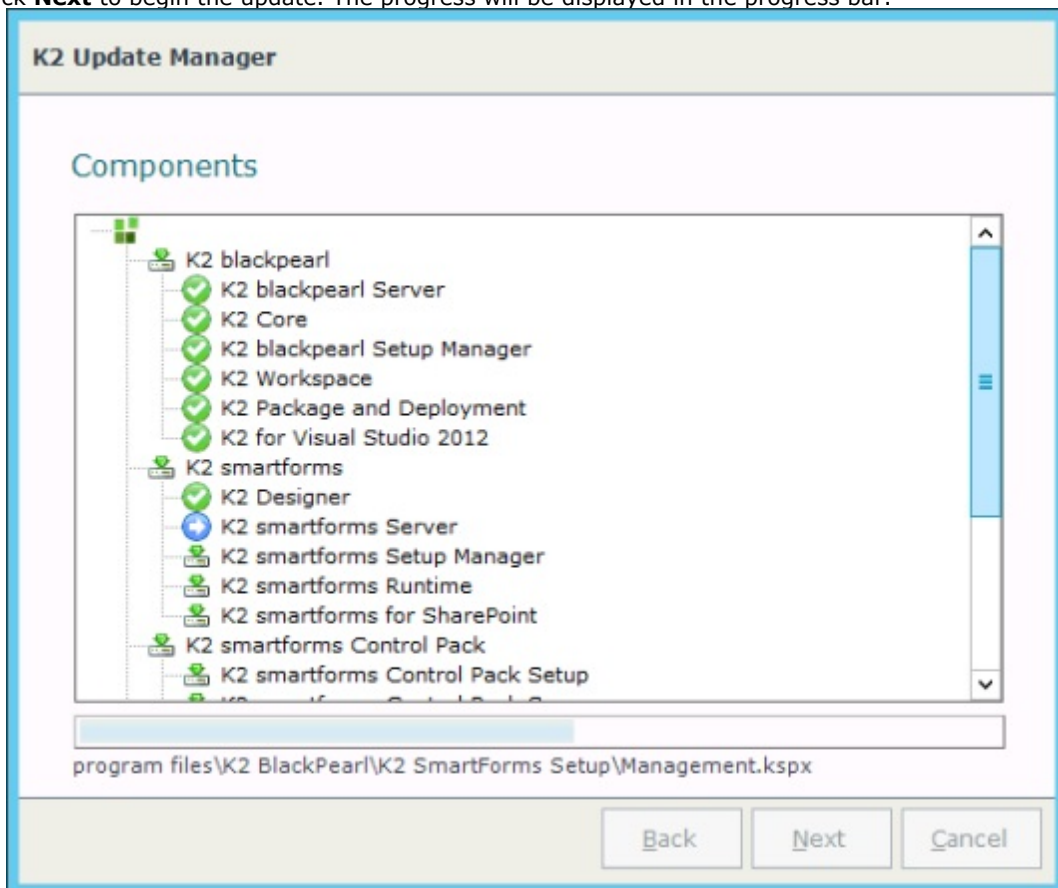 ck Next to begin the update. The progress will be displayed in the progress bar.
K2 Update Manager
Components
K2 blackpearl
K2 blackpearl Server
K2 Core
K2 blackpearl Setup Manager
K2 Workspace
K2 Package and Deployment
K2 for Visual Studio 2012
K2 smartforms
K2 Designer
K2 smartforms Server
K2 smartforms Setup Manager
K2 smartforms Runtime
K2 smartforms for SharePoint
K2 smartforms Control Pack
K2 smartforms Control Pack Setup
program files\K2 BlackPearl\K2 SmartForms Setup\Management.kspx
Back Next Cancel